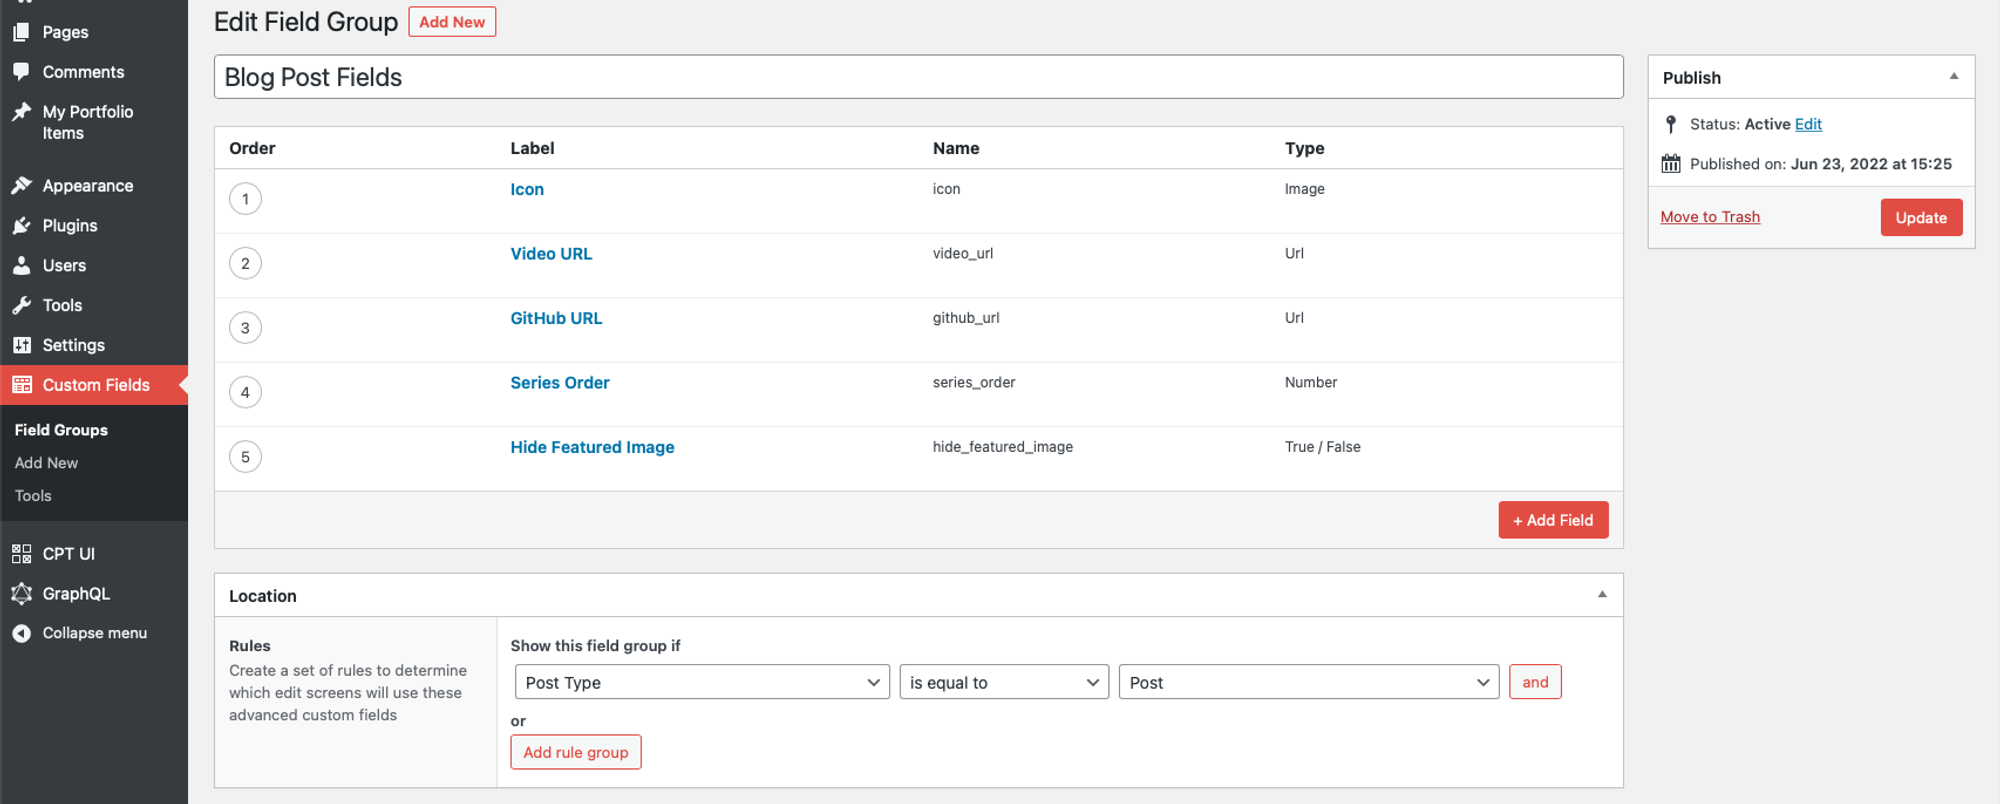 Pages
Comments
My Portfolio
Items
Appearance
Plugins
Users
Tools
Settings
Custom Fields
Field Groups
Add New
Tools
CPT UI
GraphQL
Collapse menu
Edit Field Group Add New
Blog Post Fields
Order Label Name Type
1 Icon icon Image
2 Video URL video_url Url
3 GitHub URL github_url Url
4 Series Order series_order Number
5 Hide Featured Image hide_featured_image True / False
+ Add Field
Location
Rules
Create a set of rules to determine
which edit screens will use these
advanced custom fields
Show this field group if
Post Type is equal to Post and
or
Add rule group
Publish
Status: Active Edit
Published on: Jun 23, 2022 at 15:25
Move to Trash Update